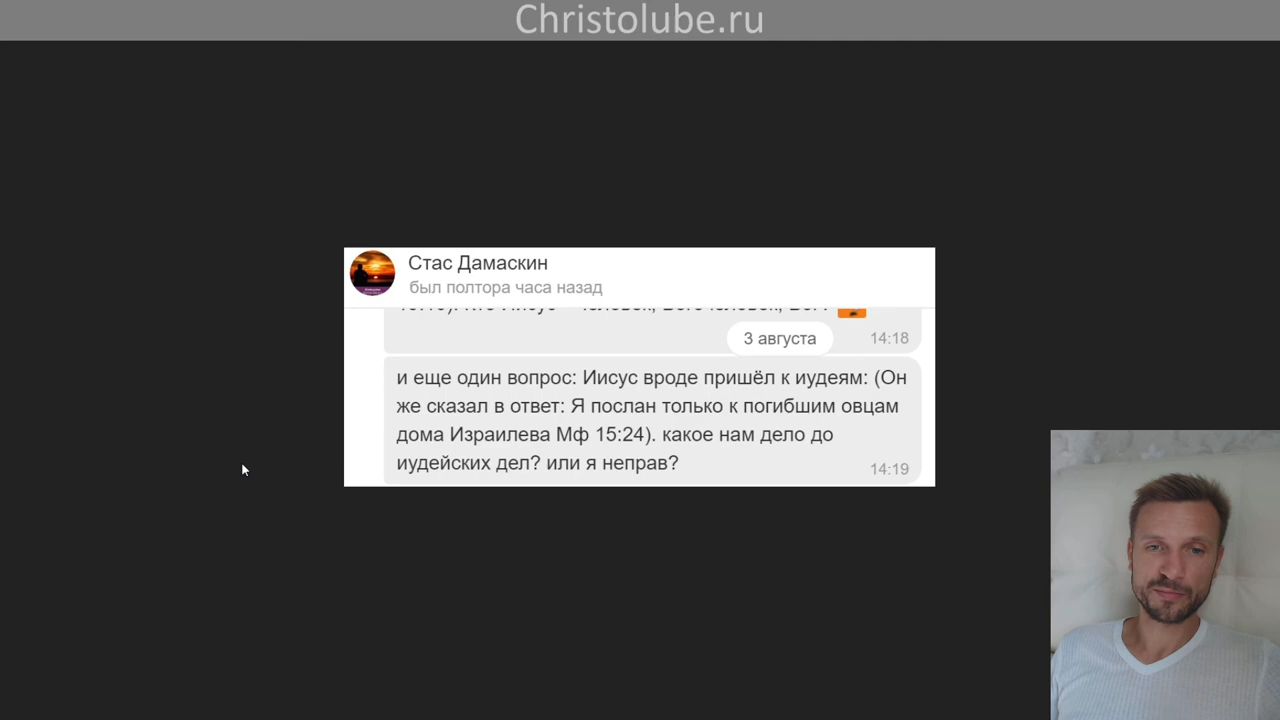 Christolube.ru
Стас Дамаскин
был полтора часа назад
3 августа
14:18
и еще один вопрос: Иисус вроде пришёл к иудеям: (Он
же сказал в ответ: Я послан только к погибшим овцам
дома Израилева Мф 15:24). какое нам дело до
иудейских дел? или я неправ?
14:19